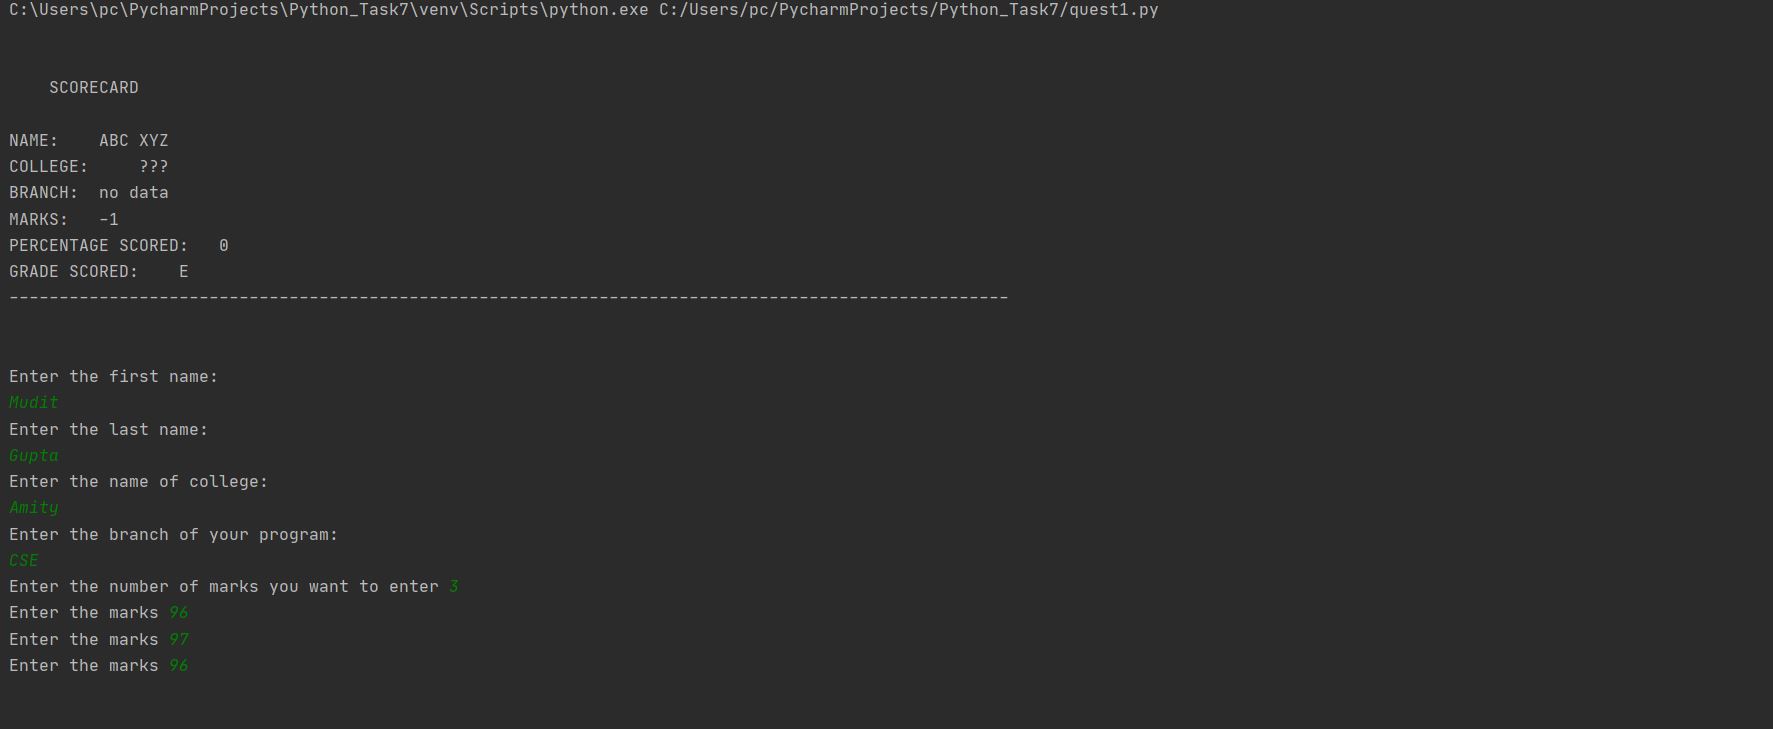 C:\Users\pc\PycharmProjects\Python_Task7\venv\Scripts\python.exe C:/Users/pc/PycharmProjects/Python_Task7/quest1.py
SCORECARD
NAME:    ABC XYZ
COLLEGE:     ???
BRANCH:  no data
MARKS:   -1
PERCENTAGE SCORED:   0
GRADE SCORED:    E
----------------------------------------------------------------------------------------------------
Enter the first name:
Mudit
Enter the last name:
Gupta
Enter the name of college:
Amity
Enter the branch of your program:
CSE
Enter the number of marks you want to enter 3
Enter the marks 96
Enter the marks 97
Enter the marks 96